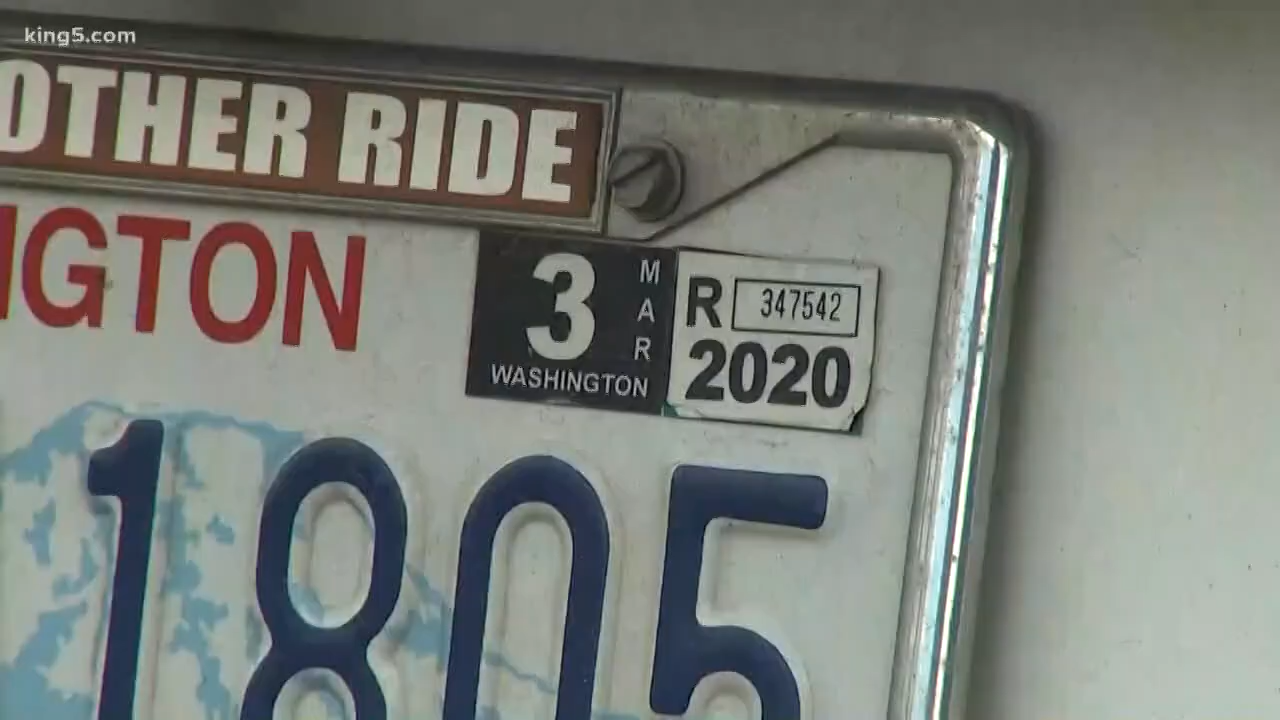 king5.com
OTHER RIDE
NGTON
3 MAR
WASHINGTON
R 347542
2020
1805